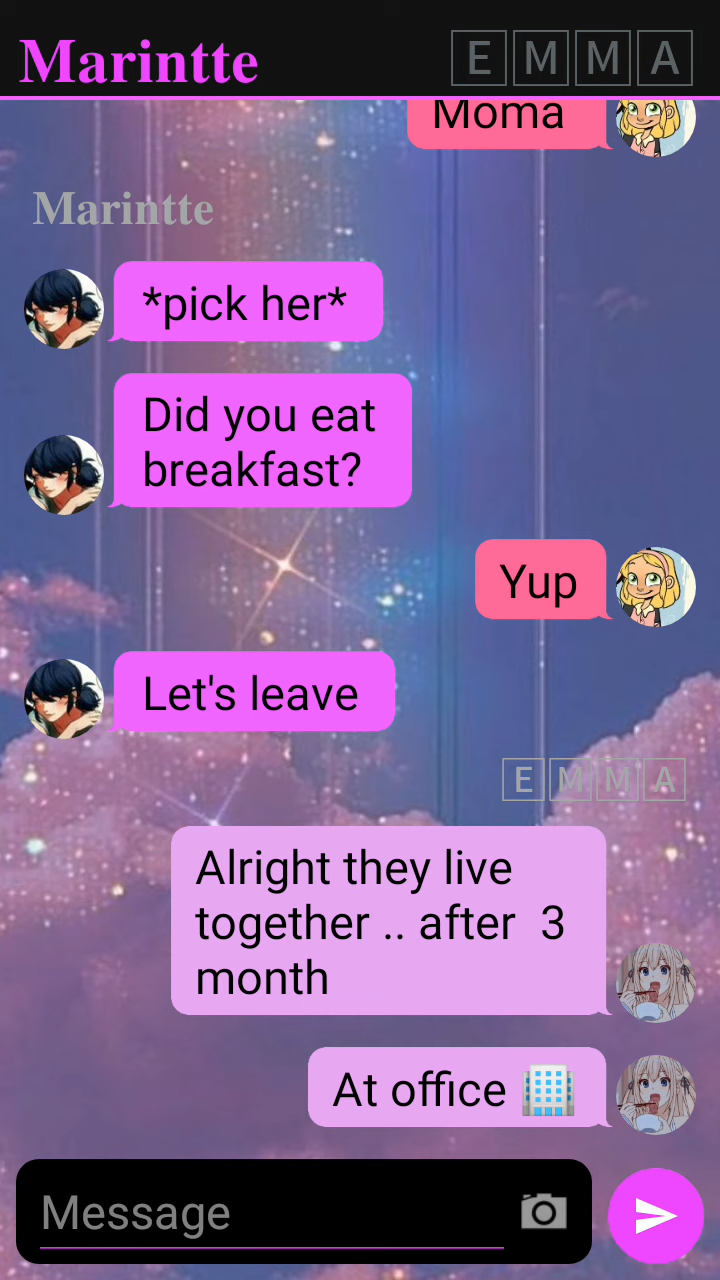 Marintte
🄴🄼🄼🄰
Moma
Marintte
*pick her*
Did you eat
breakfast?
Yup
Let's leave
🄴🄼🄼🄰
Alright they live
together .. after  3
month
At office 🏢
Message